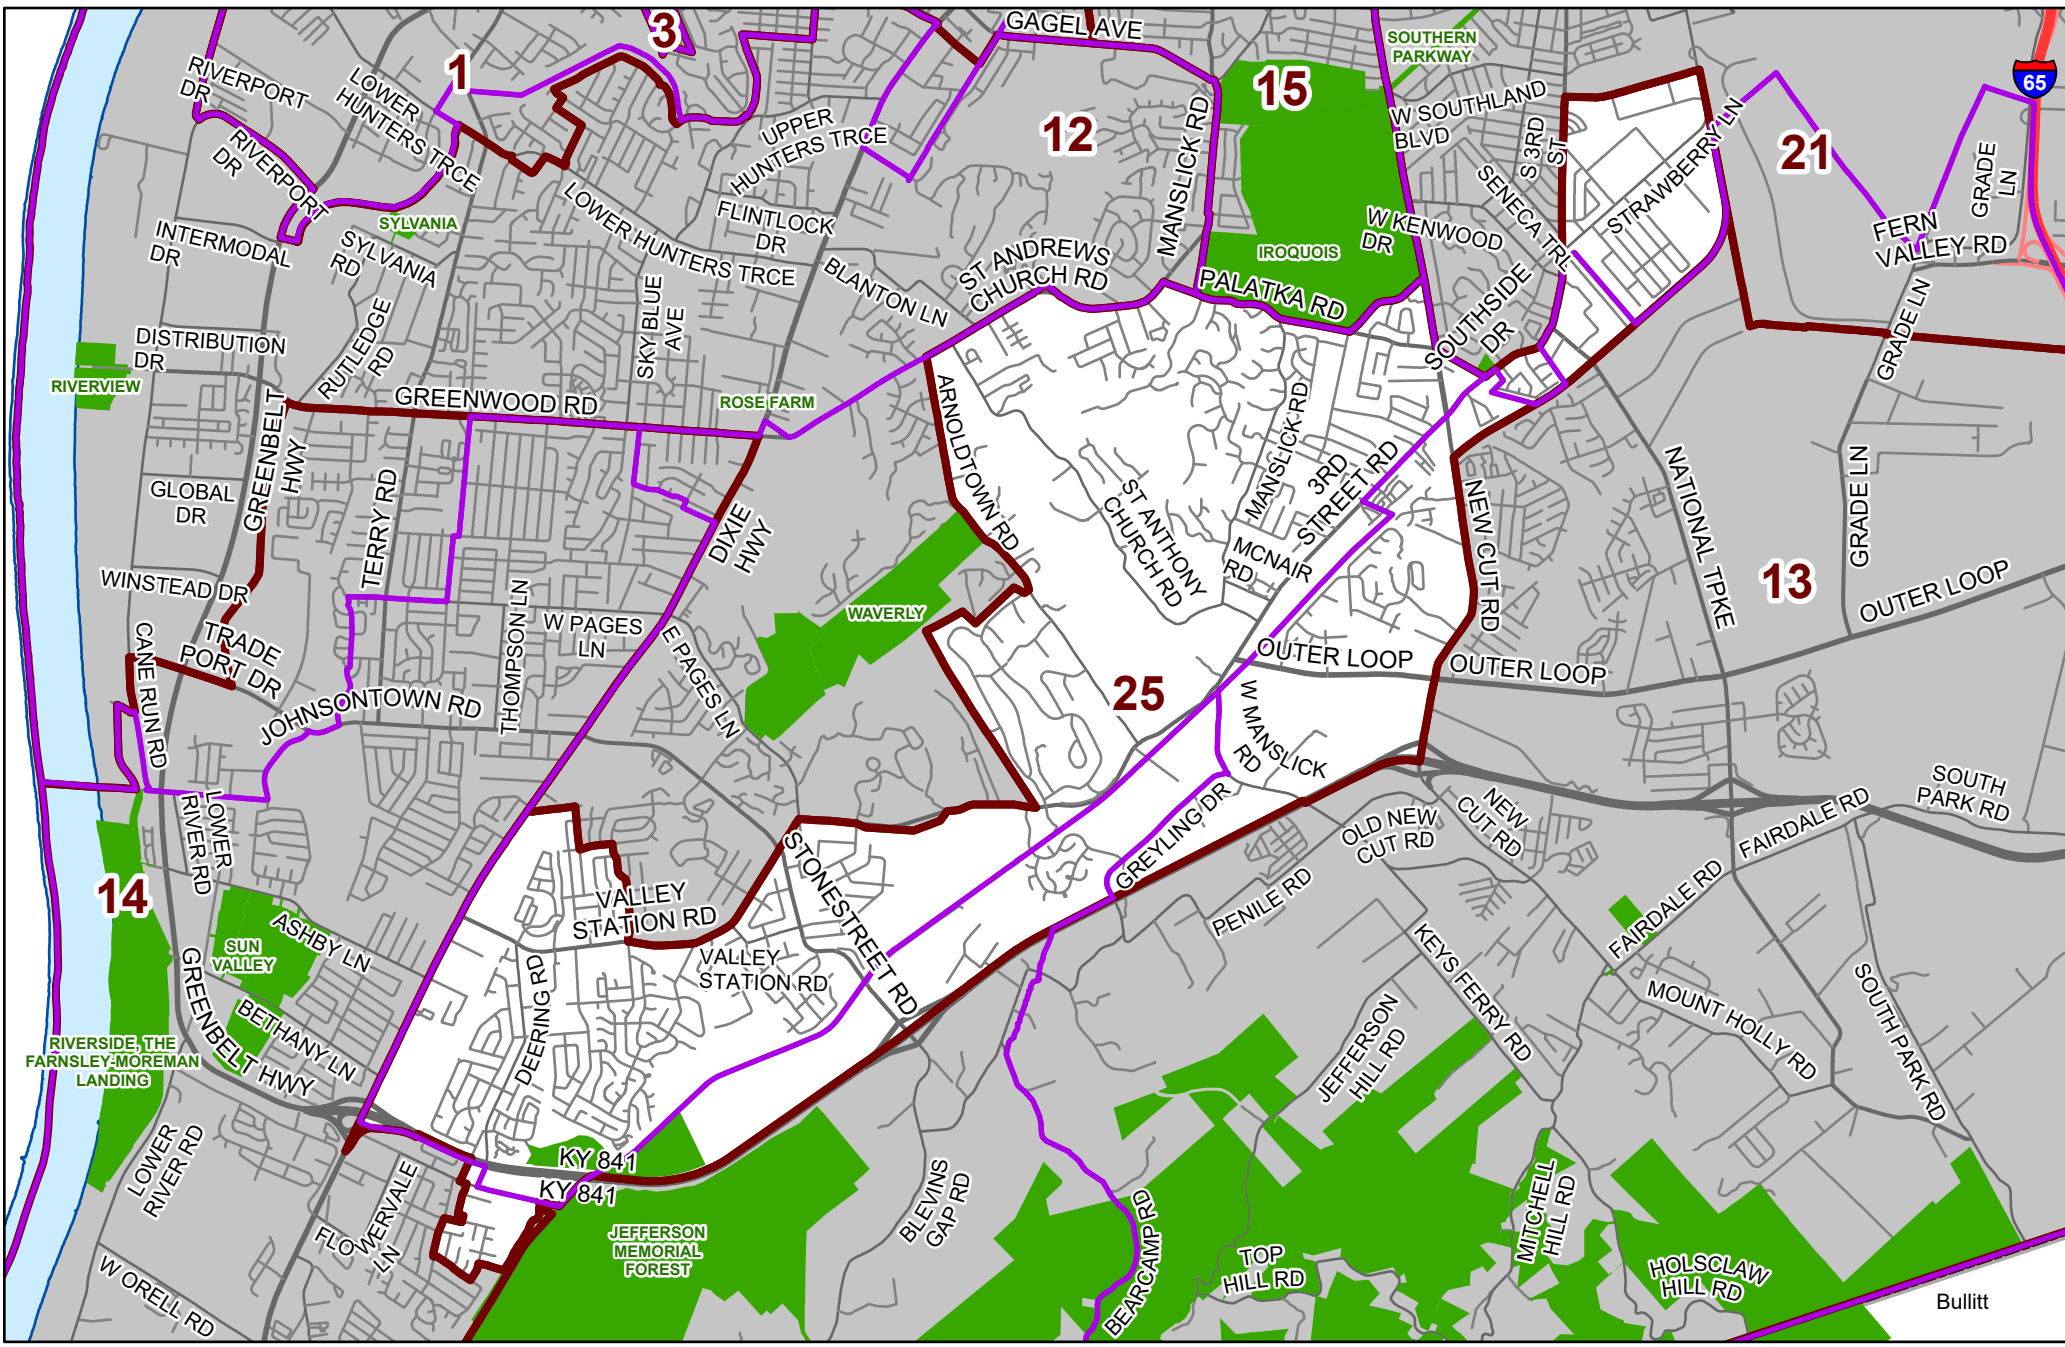 GAGEL AVE
3
1
SOUTHERN
PARKWAY
65
RIVERPORT
DR
LOWER
HUNTERS TRCE
15
UPPER
HUNTERS TRCE
12
MANSLICK RD
W SOUTHLAND
BLVD
S 3RD
ST
STRAWBERRY LN
21
GRADE
LN
RIVERPORT
DR
SENECA TRL
SYLVANIA
LOWER HUNTERS TRCE
FLINTLOCK
DR
W KENWOOD
DR
FERN
VALLEY RD
INTERMODAL
DR
SYLVANIA
RD
ST ANDREWS
CHURCH RD
IROQUOIS
BLANTON LN
PALATKA RD
SOUTHSIDE
DR
GRADE LN
SKY BLUE
AVE
RUTLEDGE
RD
DISTRIBUTION
DR
RIVERVIEW
GREENWOOD RD
ROSE FARM
ARNOLDTOWN RD
MANSLICK RD
GREENBELT
HWY
TERRY RD
GLOBAL
DR
DIXIE
HWY
ST ANTHONY
CHURCH RD
3RD
STREET RD
NEW CUT RD
NATIONAL TPKE
GRADE LN
MCNAIR
RD
13
OUTER LOOP
WINSTEAD DR
WAVERLY
THOMPSON LN
W PAGES
LN
E PAGES LN
CANE RUN RD
TRADE
PORT DR
OUTER LOOP
OUTER LOOP
JOHNSONTOWN RD
25
W MANSLICK
RD
SOUTH
PARK RD
LOWER
RIVER RD
GREYLING DR
OLD NEW
CUT RD
NEW
CUT RD
FAIRDALE RD
STONESTREET RD
14
VALLEY
STATION RD
PENILE RD
FAIRDALE RD
SUN
VALLEY
ASHBY LN
VALLEY
STATION RD
KEYS FERRY RD
DEERING RD
GREENBELT HWY
BETHANY LN
MOUNT HOLLY RD
SOUTH PARK RD
RIVERSIDE, THE
FARNSLEY-MOREMAN
LANDING
JEFFERSON
HILL RD
LOWER
RIVER RD
KY 841
KY 841
FLOWERVALE
LN
BLEVINS
GAP RD
MITCHELL
HILL RD
JEFFERSON
MEMORIAL
FOREST
BEARCAMP RD
TOP
HILL RD
HOLSCLAW
HILL RD
W ORELL RD
Bullitt